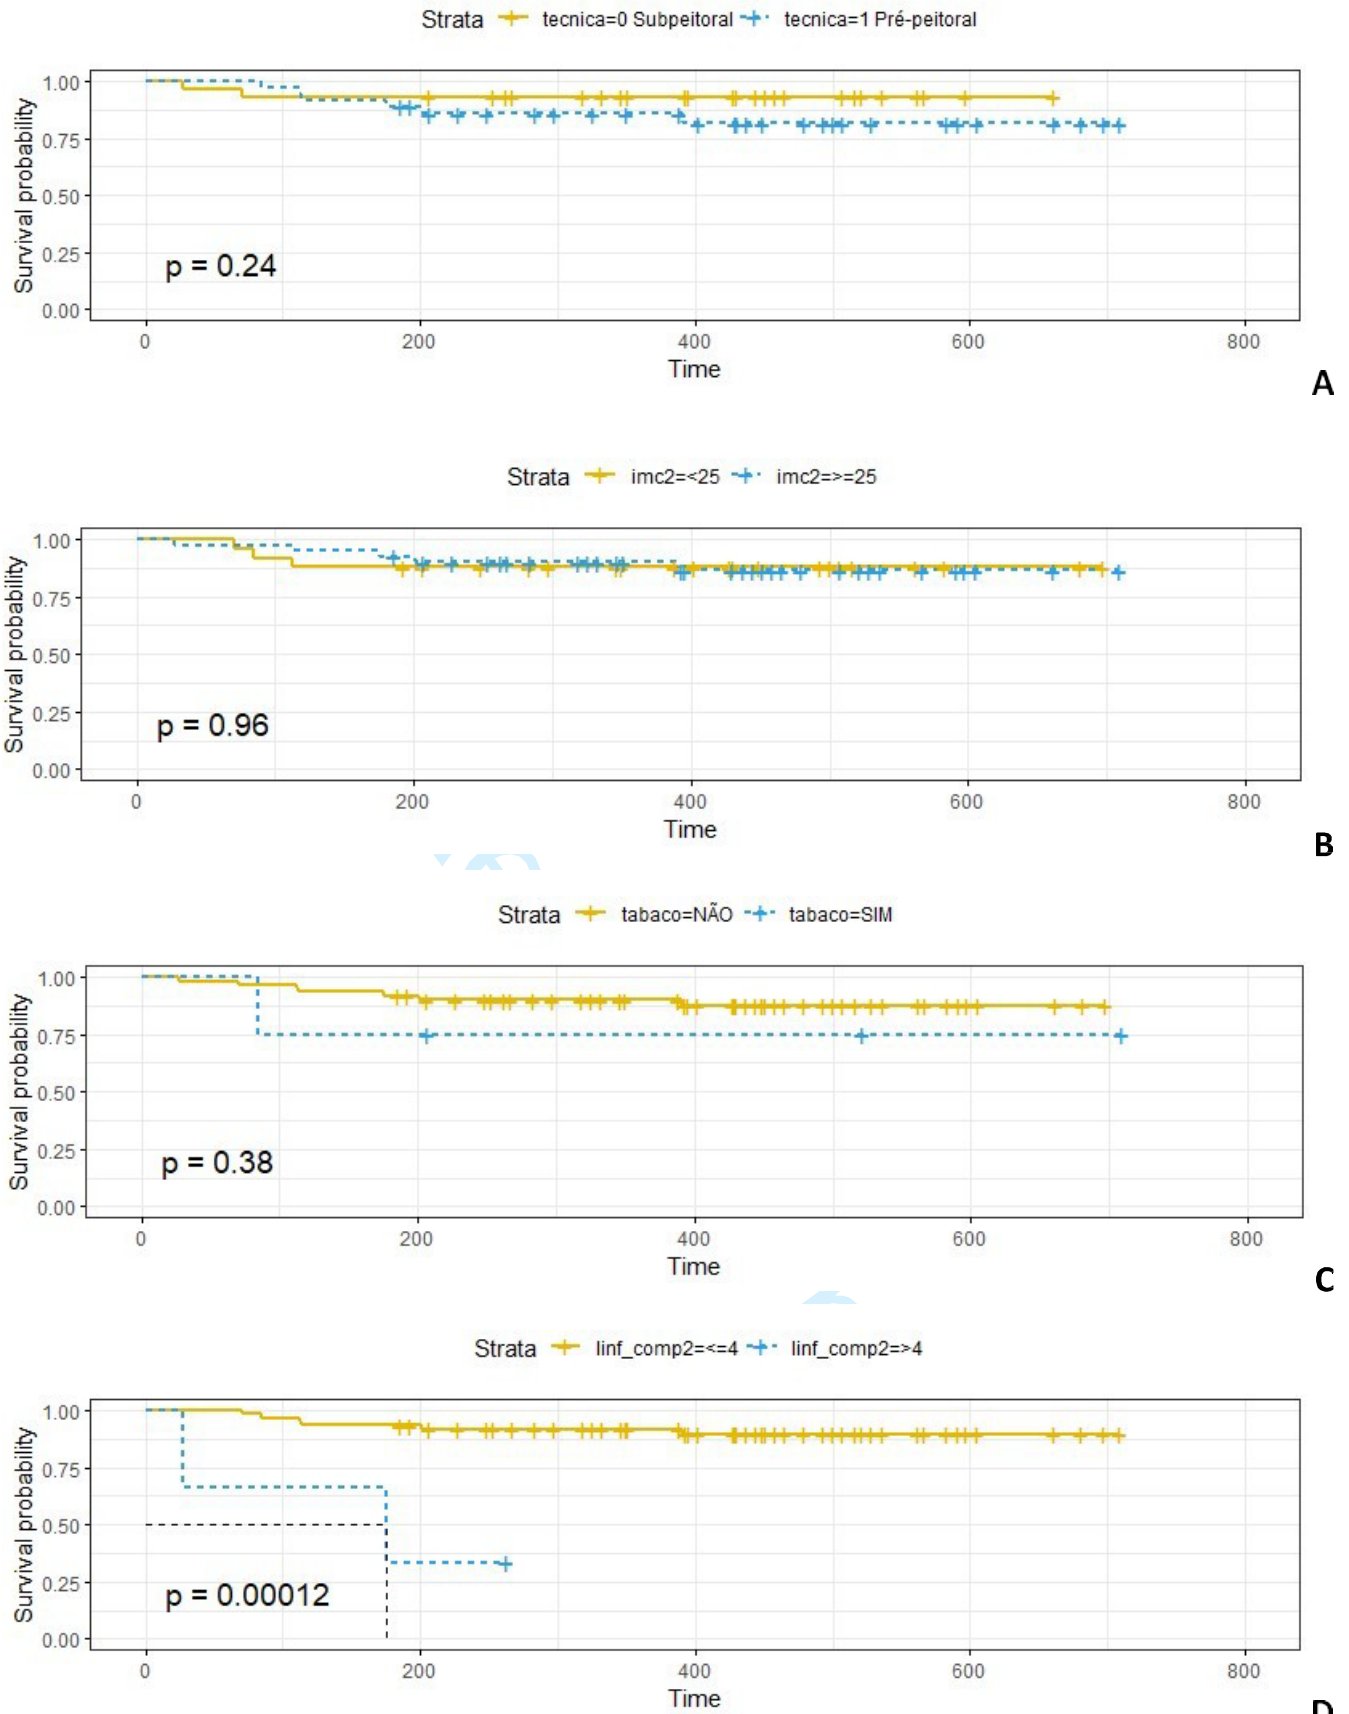 Strata tecnica=0 Subpeitoral tecnica=1 Pré-peitoral
Survival probability
1.00
0.75
0.50
0.25
0.00
p = 0.24
0 200 400 600 800
Time
A
Strata imc2=<25 imc2=>=25
Survival probability
1.00
0.75
0.50
0.25
0.00
p = 0.96
0 200 400 600 800
Time
B
Strata tabaco=NÃO tabaco=SIM
Survival probability
1.00
0.75
0.50
0.25
0.00
p = 0.38
0 200 400 600 800
Time
C
Strata linf_comp2=<=4 linf_comp2=>4
Survival probability
1.00
0.75
0.50
0.25
0.00
p = 0.00012
0 200 400 600 800
Time
D